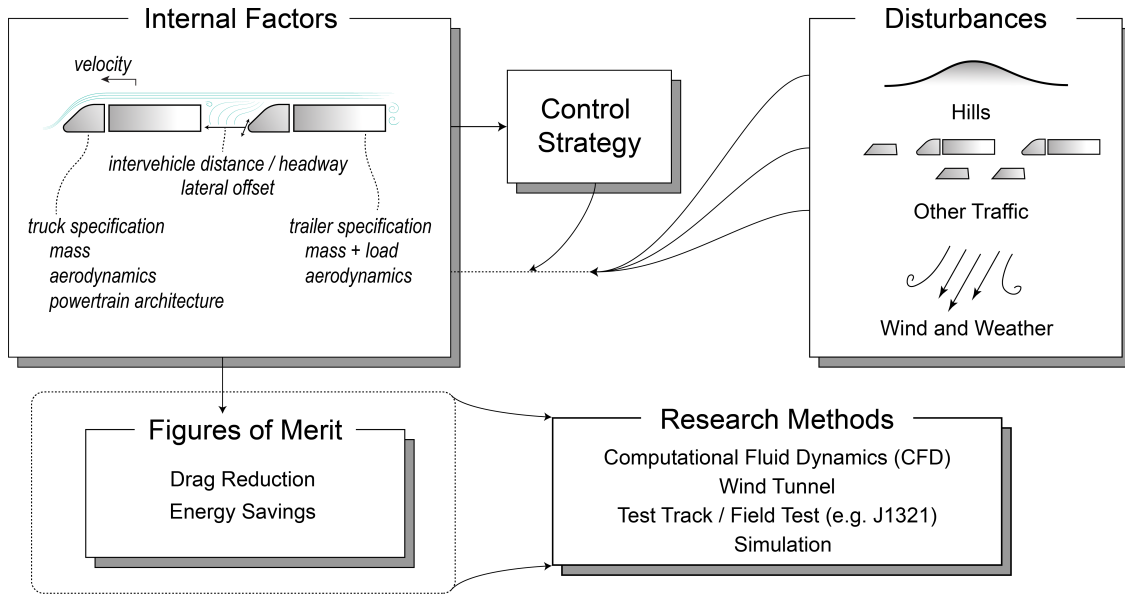 Internal Factors
velocity
intervehicle distance / headway
lateral offset
truck specification
mass
aerodynamics
powertrain architecture
trailer specification
mass + load
aerodynamics
Control
Strategy
Disturbances
Hills
Other Traffic
Wind and Weather
Figures of Merit
Drag Reduction
Energy Savings
Research Methods
Computational Fluid Dynamics (CFD)
Wind Tunnel
Test Track / Field Test (e.g. J1321)
Simulation